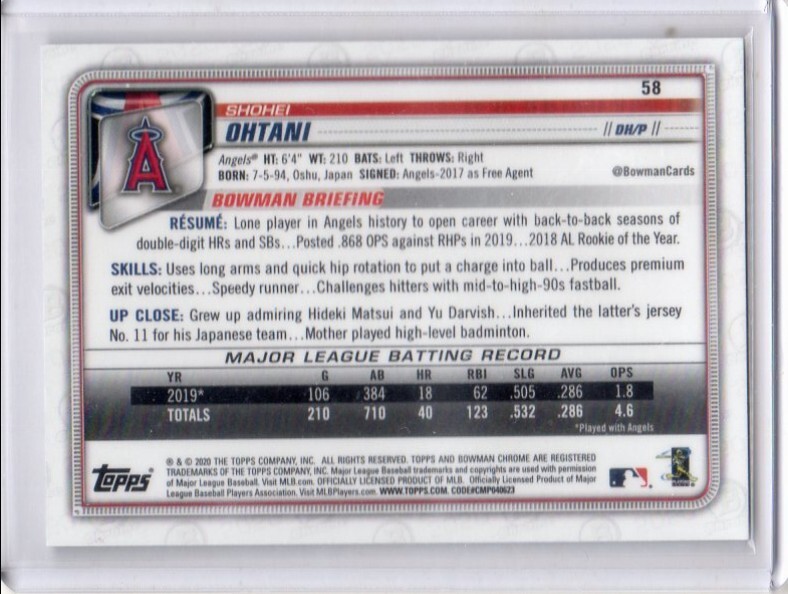 58
SHOHEI
OHTANI // DH/P //
Angels® HT: 6'4" WT: 210 BATS: Left THROWS: Right
BORN: 7-5-94, Oshu, Japan SIGNED: Angels-2017 as Free Agent @BowmanCards
A
BOWMAN BRIEFING
RÉSUMÉ: Lone player in Angels history to open career with back-to-back seasons of
double-digit HRs and SBs...Posted .868 OPS against RHPs in 2019...2018 AL Rookie of the Year.
SKILLS: Uses long arms and quick hip rotation to put a charge into ball...Produces premium
exit velocities...Speedy runner...Challenges hitters with mid-to-high-90s fastball.
UP CLOSE: Grew up admiring Hideki Matsui and Yu Darvish...Inherited the latter's jersey
No. 11 for his Japanese team...Mother played high-level badminton.
MAJOR LEAGUE BATTING RECORD
YR G AB HR RBI SLG AVG OPS
2019* 106 384 18 62 .505 .286 1.8
TOTALS 210 710 40 123 .532 .286 4.6
*Played with Angels
Topps®
® & © 2020 THE TOPPS COMPANY, INC. ALL RIGHTS RESERVED. TOPPS AND BOWMAN CHROME ARE REGISTERED
TRADEMARKS OF THE TOPPS COMPANY, INC. Major League Baseball trademarks and copyrights are used with permission
of Major League Baseball. Visit MLB.com. OFFICIALLY LICENSED PRODUCT OF MLB. Officially Licensed Product of Major
League Baseball Players Association. Visit MLBPlayers.com. WWW.TOPPS.COM. CODE#CMP040623